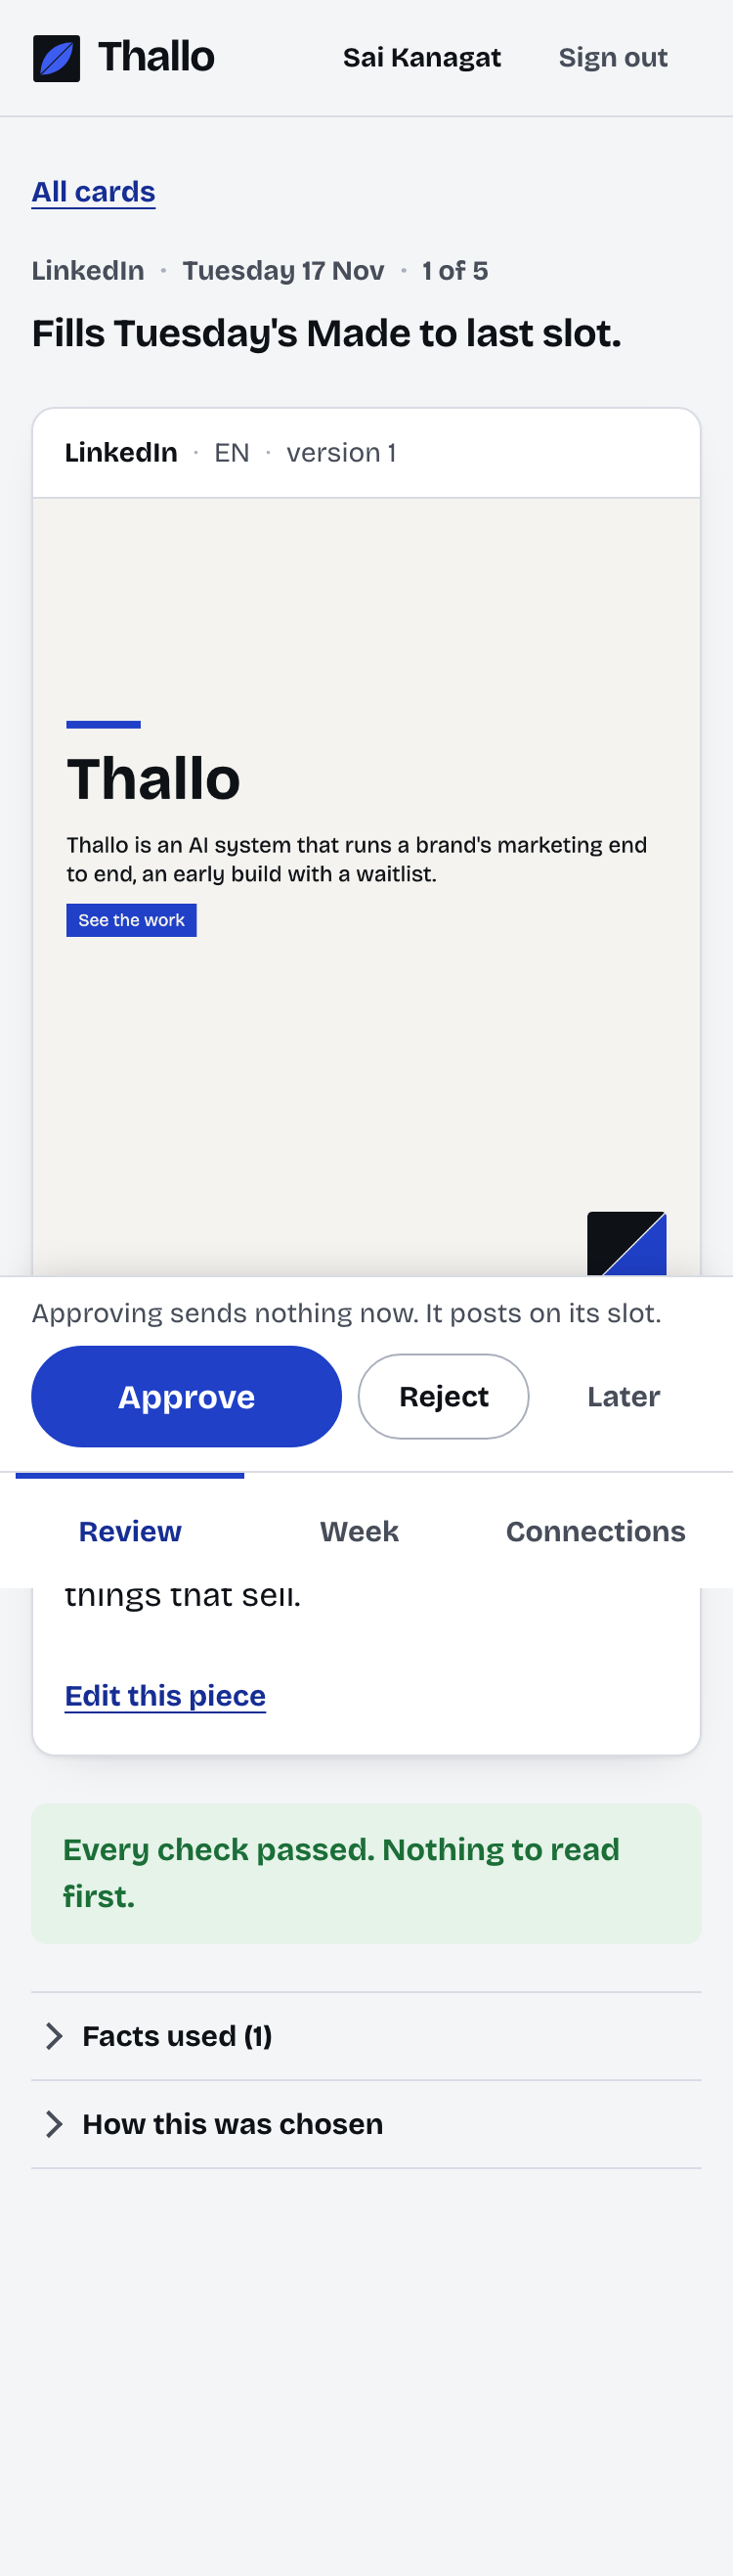 Thallo
Sai Kanagat
Sign out
All cards
LinkedIn · Tuesday 17 Nov · 1 of 5
Fills Tuesday's Made to last slot.
LinkedIn · EN · version 1
Thallo
Thallo is an AI system that runs a brand's marketing end
to end, an early build with a waitlist.
See the work
Approving sends nothing now. It posts on its slot.
Approve
Reject
Later
Review
Week
Connections
things that sell.
Edit this piece
Every check passed. Nothing to read
first.
Facts used (1)
How this was chosen